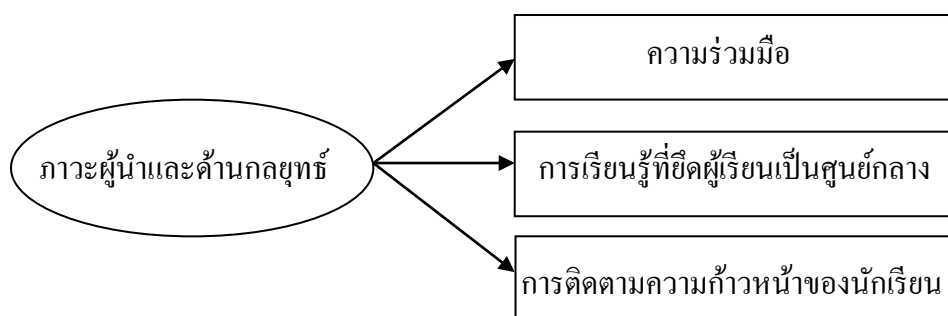 ความร่วมมือ
ภาวะผู้นำและด้านกลยุทธ์
การเรียนรู้ที่ยึดผู้เรียนเป็นศูนย์กลาง
การติดตามความก้าวหน้าของนักเรียน